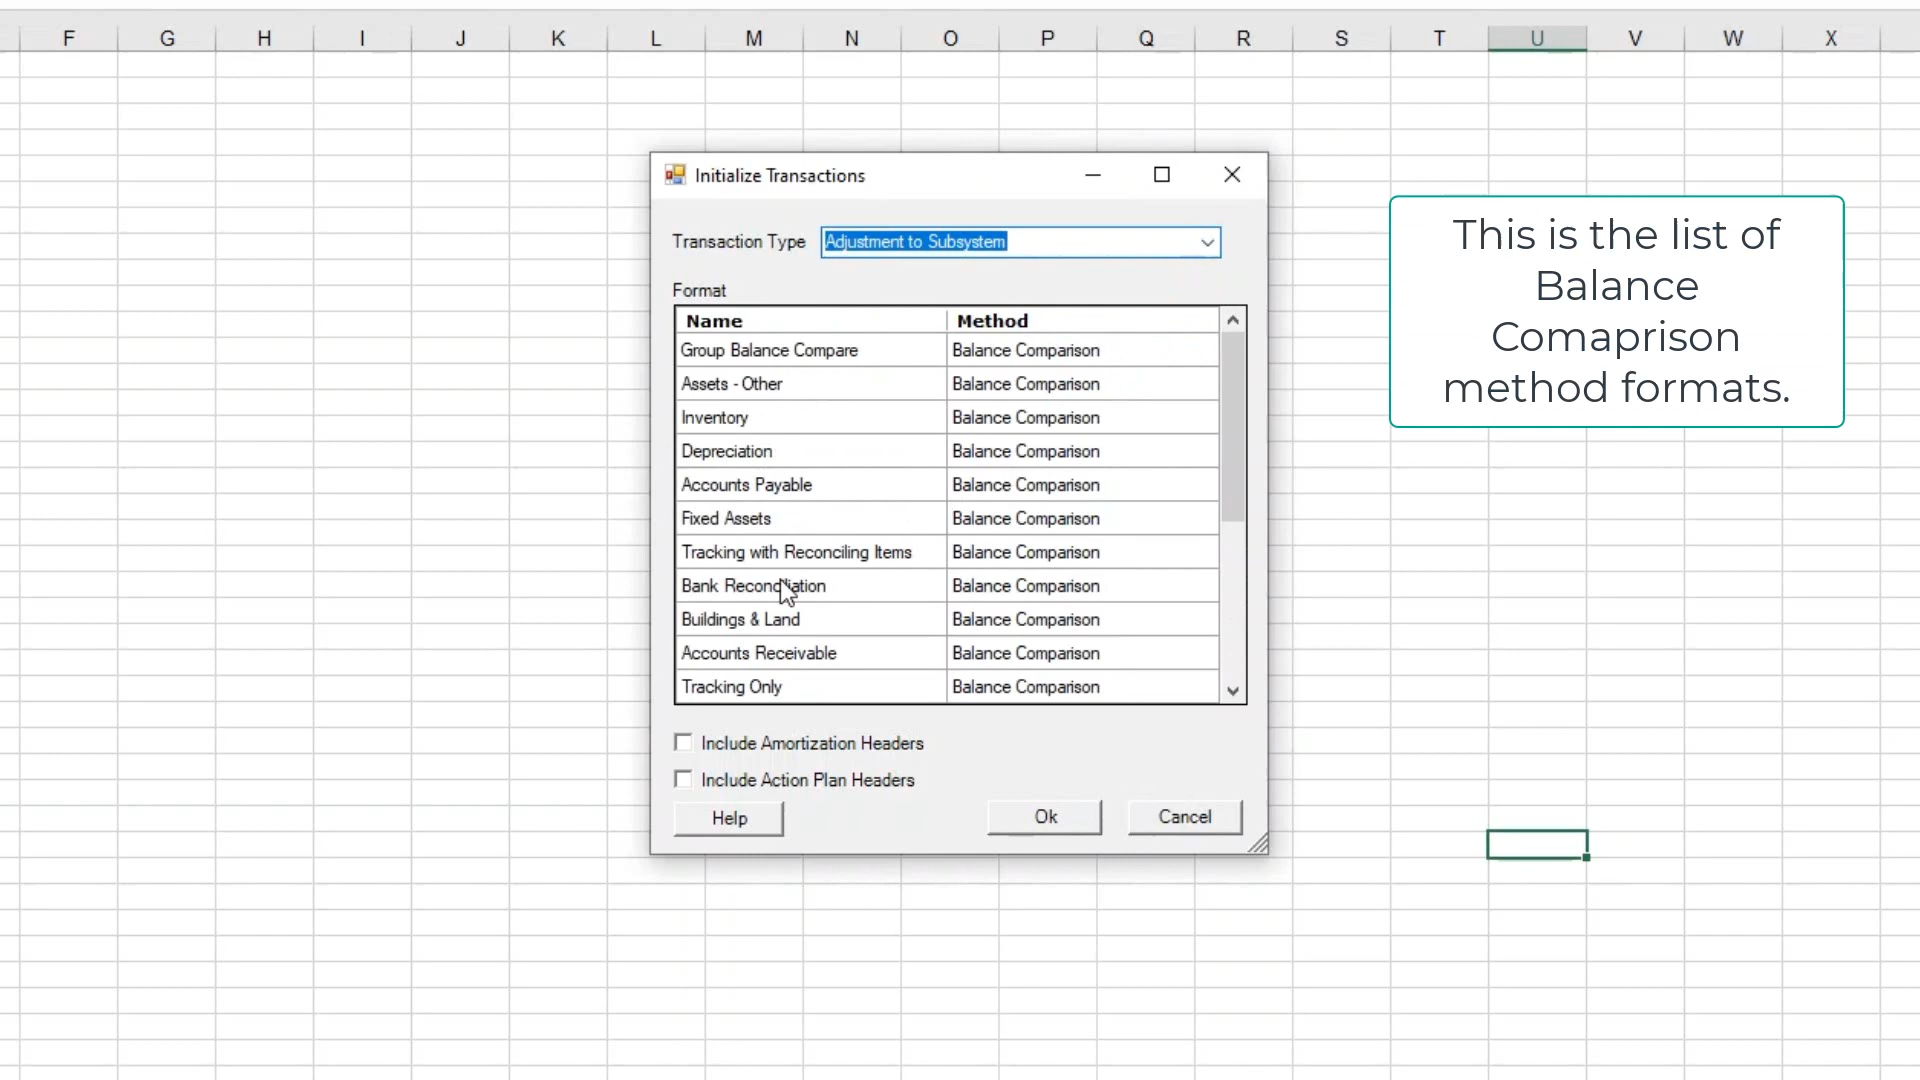 F G H I J K L M N O P Q R S T U V W X
Initialize Transactions
Transaction Type Adjustment to Subsystem
Format
Name Method
Group Balance Compare Balance Comparison
Assets - Other Balance Comparison
Inventory Balance Comparison
Depreciation Balance Comparison
Accounts Payable Balance Comparison
Fixed Assets Balance Comparison
Tracking with Reconciling Items Balance Comparison
Bank Reconciliation Balance Comparison
Buildings & Land Balance Comparison
Accounts Receivable Balance Comparison
Tracking Only Balance Comparison
Include Amortization Headers
Include Action Plan Headers
Help Ok Cancel
This is the list of
Balance
Comaprison
method formats.